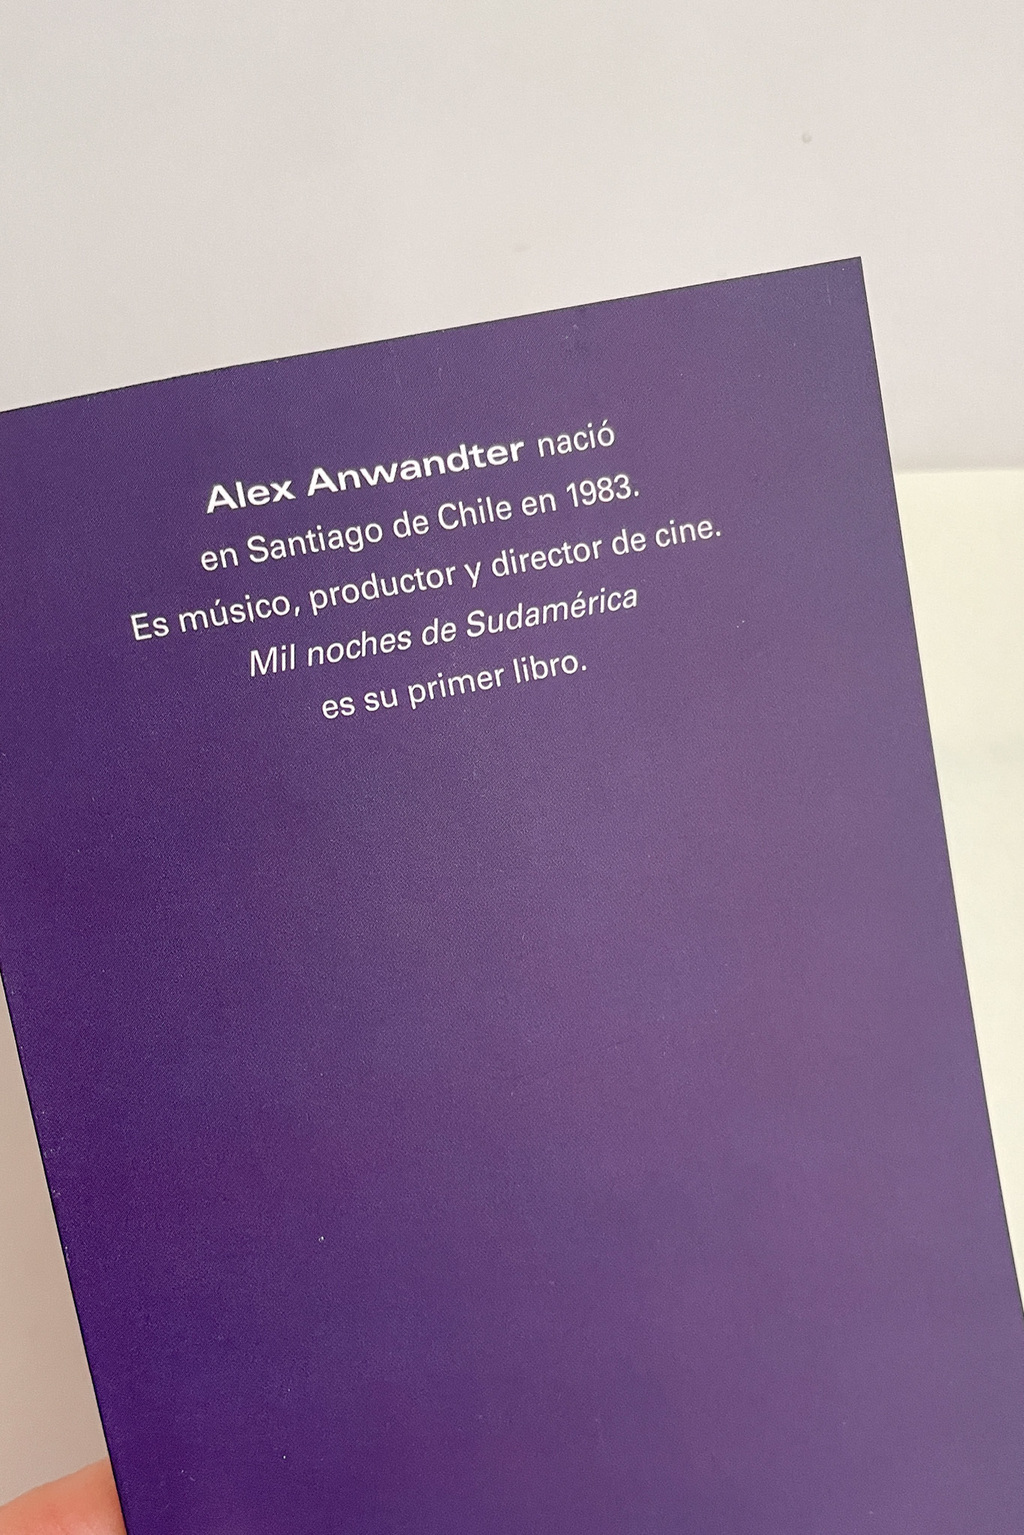 Alex Anwandter nació
en Santiago de Chile en 1983.
Es músico, productor y director de cine.
Mil noches de Sudamérica
es su primer libro.